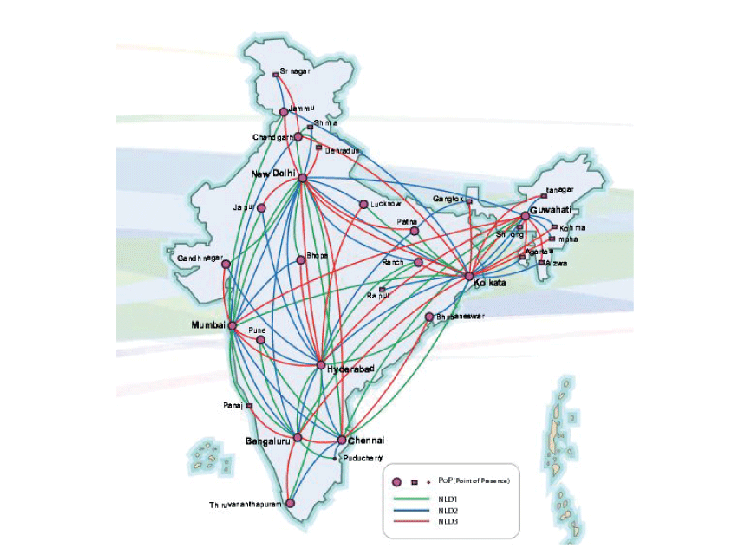 Srinagar
Jammu
Shimla
Chandigarh
Dehradun
New Delhi
Itanagar
Gangtok
Lucknow
Jaipur
Guwahati
Patna
Kohima
Shillong
Imphal
Agartala
Bhopal
Gandhinagar
Ranchi
Kolkata
Raipur
Bhubaneswar
Mumbai
Pune
Hyderabad
Panaji
Bengaluru
Chennai
Puducherry
Thiruvananthapuram
PoP (Point of Presence)
NLD1
NLD2
NLD3